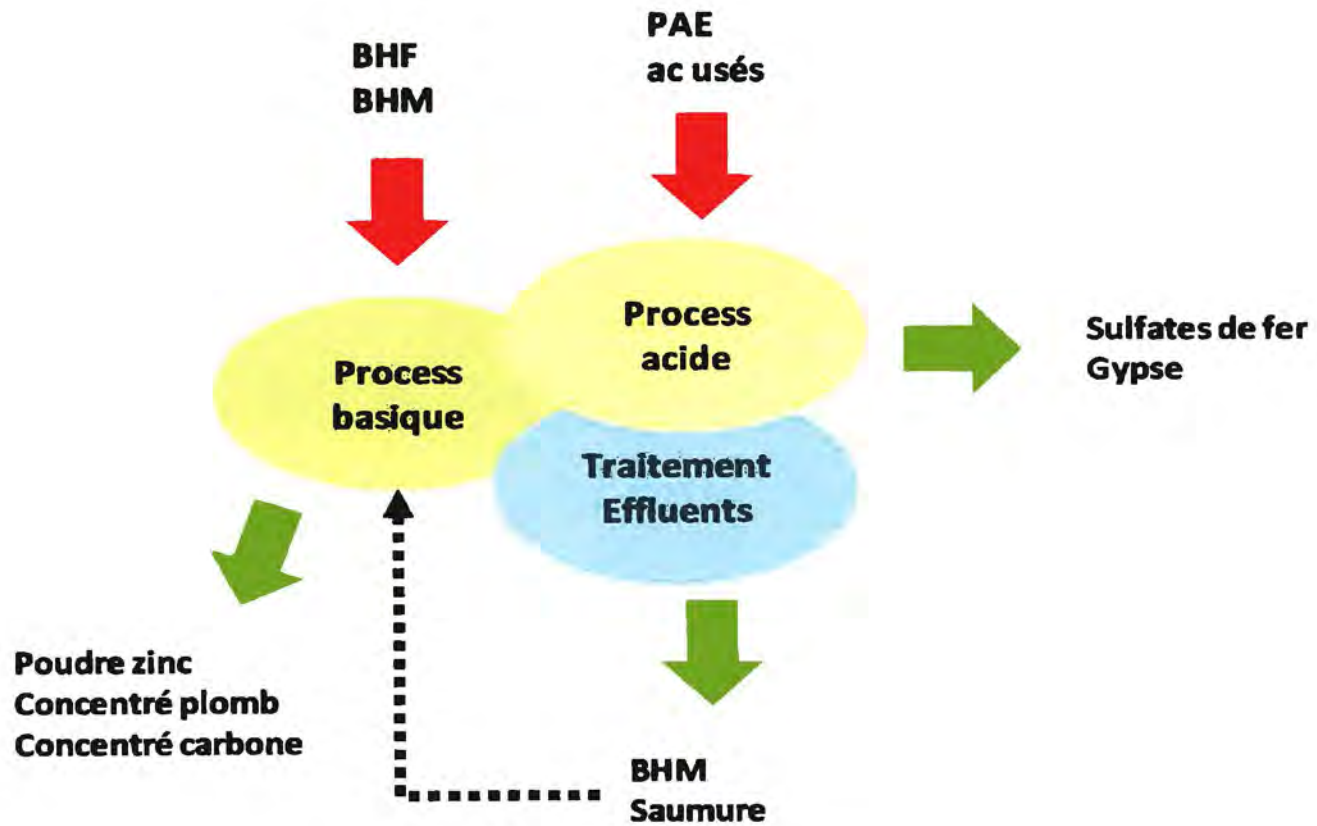 PAE
ac usés
BHF
BHM
Process
acide
Process
basique
Sulfates de fer
Gypse
Traitement
Effluents
Poudre zinc
Concentré plomb
Concentré carbone
BHM
Saumure